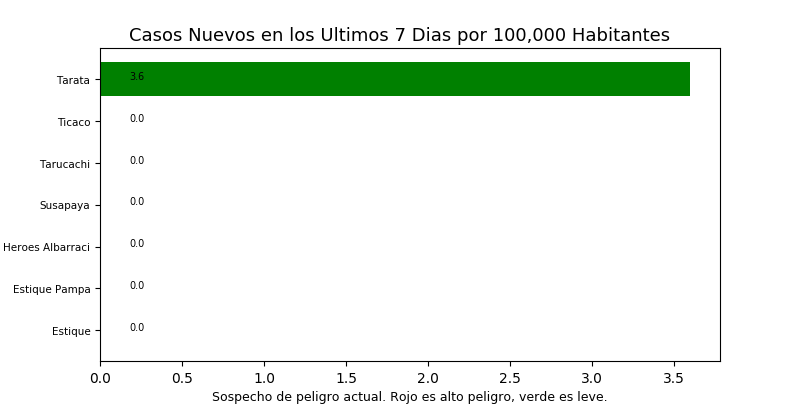 Casos Nuevos en los Ultimos 7 Dias por 100,000 Habitantes
Tarata 3.6
Ticaco 0.0
Tarucachi 0.0
Susapaya 0.0
Heroes Albarraci 0.0
Estique Pampa 0.0
Estique 0.0
0.0 0.5 1.0 1.5 2.0 2.5 3.0 3.5
Sospecho de peligro actual. Rojo es alto peligro, verde es leve.